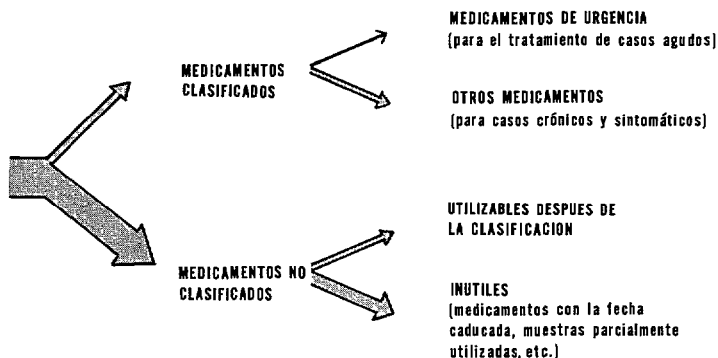 MEDICAMENTOS DE URGENCIA
(para el tratamiento de casos agudos)
MEDICAMENTOS
CLASIFICADOS
OTROS MEDICAMENTOS
(para casos crónicos y sintomáticos)
UTILIZABLES DESPUES DE
LA CLASIFICACION
MEDICAMENTOS NO
CLASIFICADOS
INUTILES
(medicamentos con la fecha
caducada, muestras parcialmente
utilizadas, etc.)